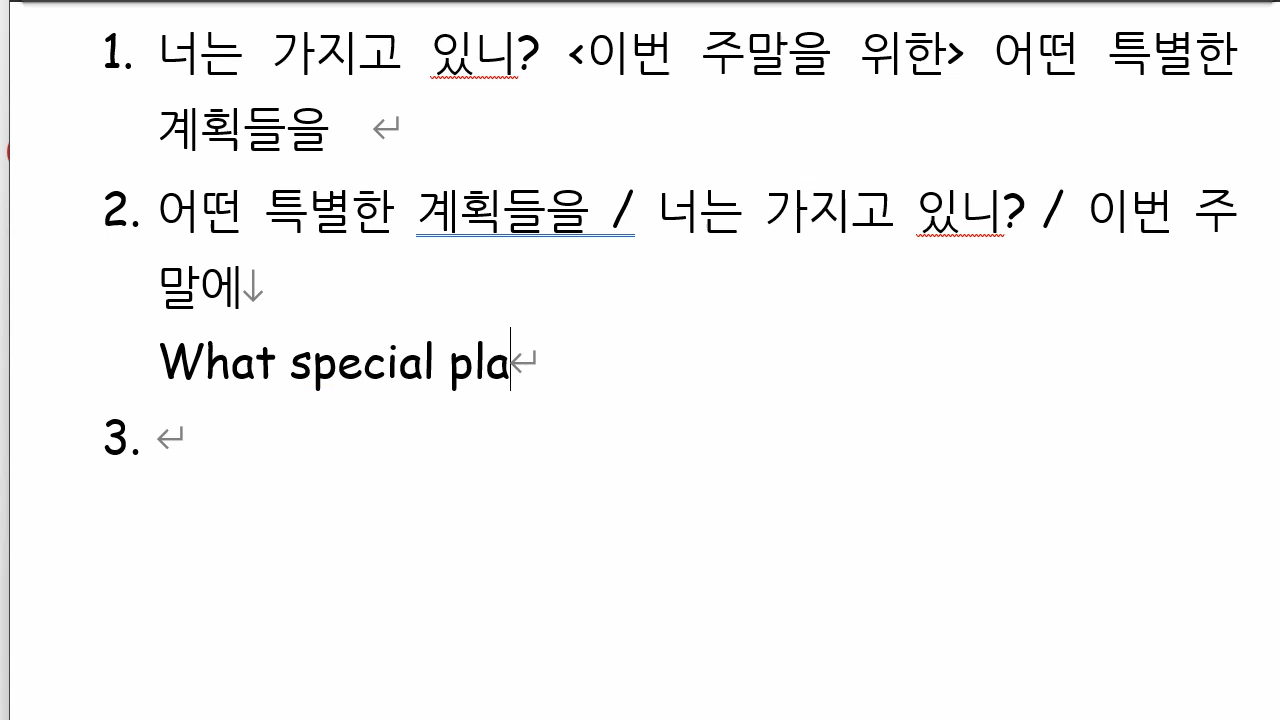 1. 너는 가지고 있니? <이번 주말을 위한> 어떤 특별한
계획들을
2. 어떤 특별한 계획들을 / 너는 가지고 있니? / 이번 주
말에
What special pla
3.